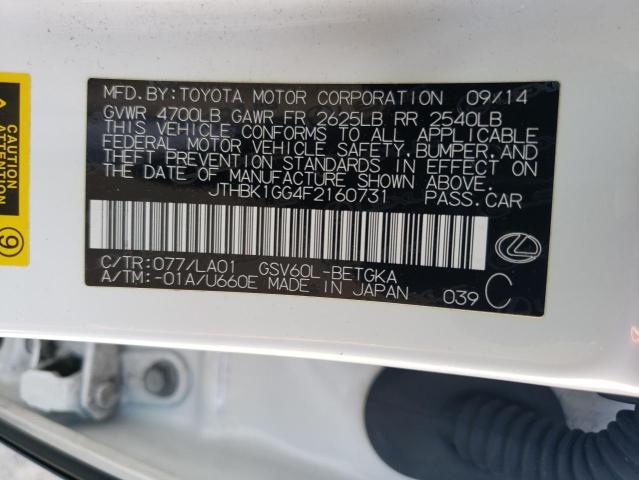 MFD.BY:TOYOTA MOTOR CORPORATION 09/14
GVWR 4700LB GAWR FR 2625LB RR 2540LB
THIS VEHICLE CONFORMS TO ALL APPLICABLE
FEDERAL MOTOR VEHICLE SAFETY, BUMPER, AND
THEFT PREVENTION STANDARDS IN EFFECT ON
THE DATE OF MANUFACTURE SHOWN ABOVE.
JTHBK1GG4F2160731 PASS.CAR
C/TR:077/LA01 GSV60L-BETGKA
A/TM:-01A/U660E MADE IN JAPAN 039 C
ATTENTION
9